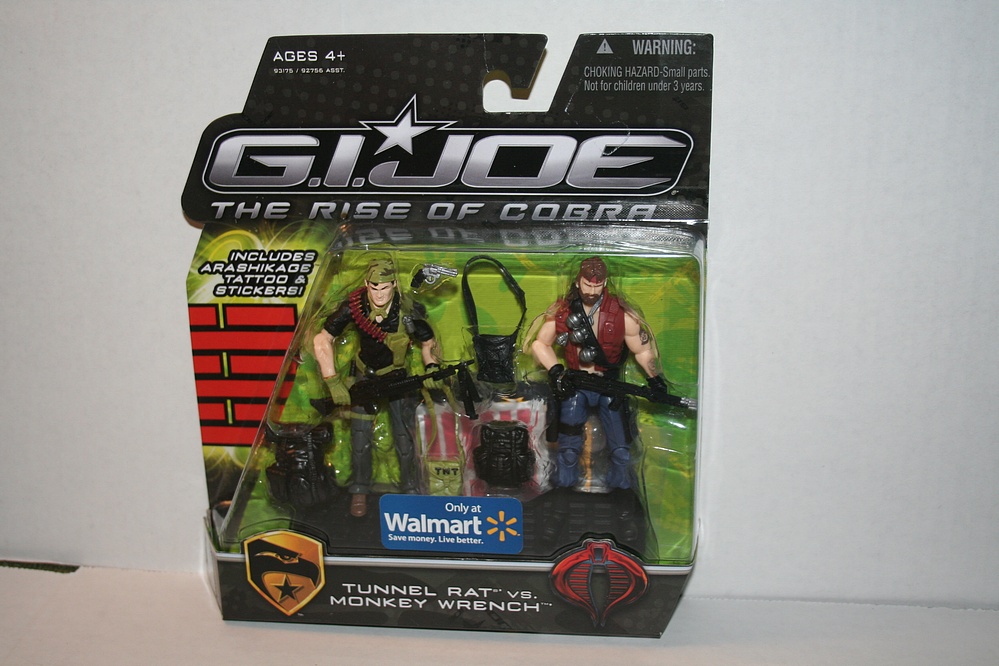 AGES 4+
93175 / 92756 ASST.
WARNING:
CHOKING HAZARD-Small parts.
Not for children under 3 years.
G.I.JOE
THE RISE OF COBRA
INCLUDES
ARASHIKAGE
TATTOO &
STICKERS!
TNT
Only at
Walmart
Save money. Live better.
TUNNEL RAT™ VS.
MONKEY WRENCH™